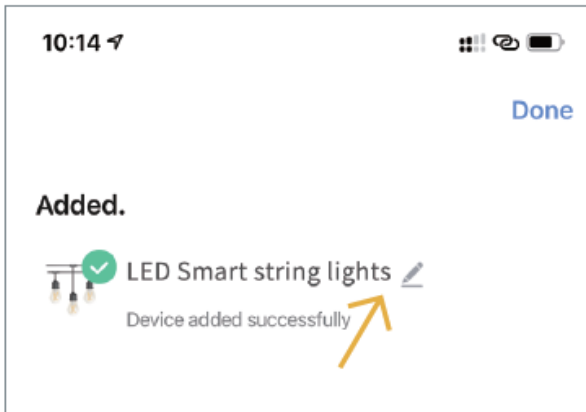 10:14
Done
Added.
LED Smart string lights
Device added successfully